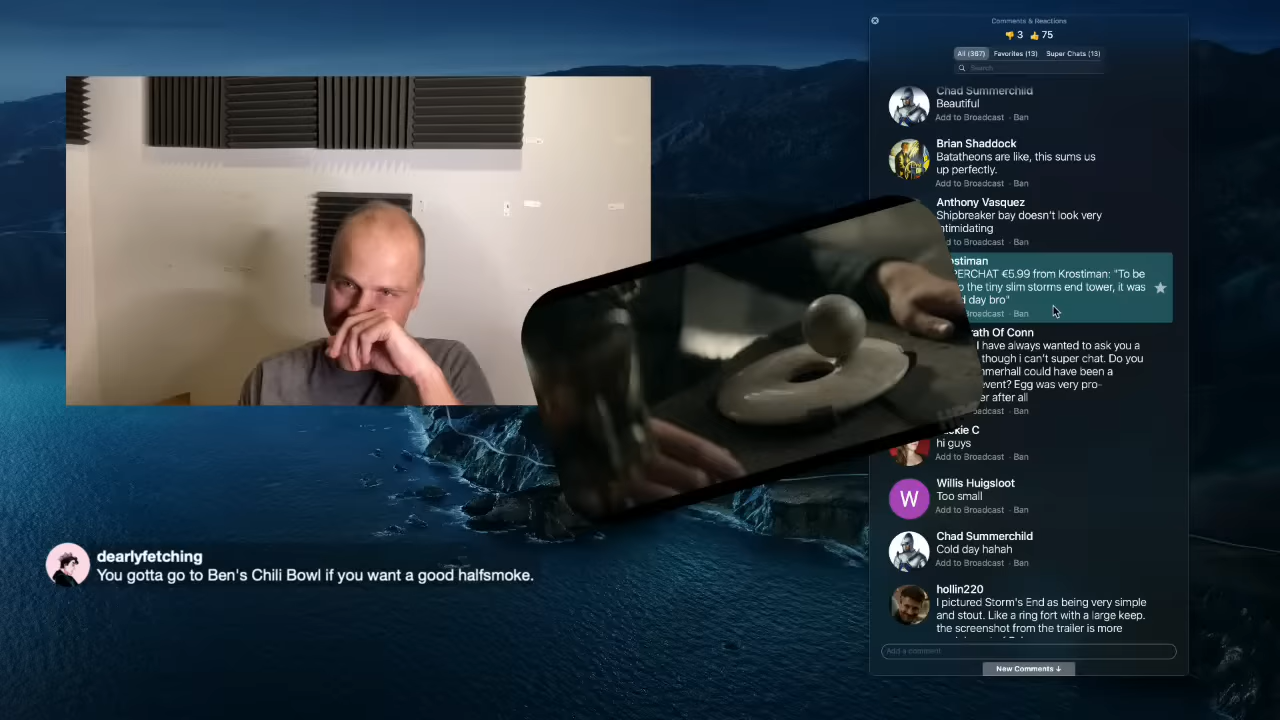 Comments & Reactions
👎 3 👍 75
All (367) Favorites (13) Super Chats (13)
Search
Chad Summerchild
Beautiful
Add to Broadcast · Ban
Brian Shaddock
Batatheons are like, this sums us
up perfectly.
Add to Broadcast · Ban
Anthony Vasquez
Shipbreaker bay doesn't look very
intimidating
d to Broadcast · Ban
ostiman
PERCHAT €5.99 from Krostiman: "To be
the tiny slim storms end tower, it was
d day bro"
Broadcast · Ban
rath Of Conn
I have always wanted to ask you a
though i can't super chat. Do you
mmerhall could have been a
event? Egg was very pro-
er after all
adcast · Ban
ckie C
hi guys
Add to Broadcast · Ban
W
Willis Huigsloot
Too small
Add to Broadcast · Ban
Chad Summerchild
Cold day hahah
Add to Broadcast · Ban
hollin220
I pictured Storm's End as being very simple
and stout. Like a ring fort with a large keep.
the screenshot from the trailer is more
Add a comment
New Comments ↓
dearlyfetching
You gotta go to Ben's Chili Bowl if you want a good halfsmoke.